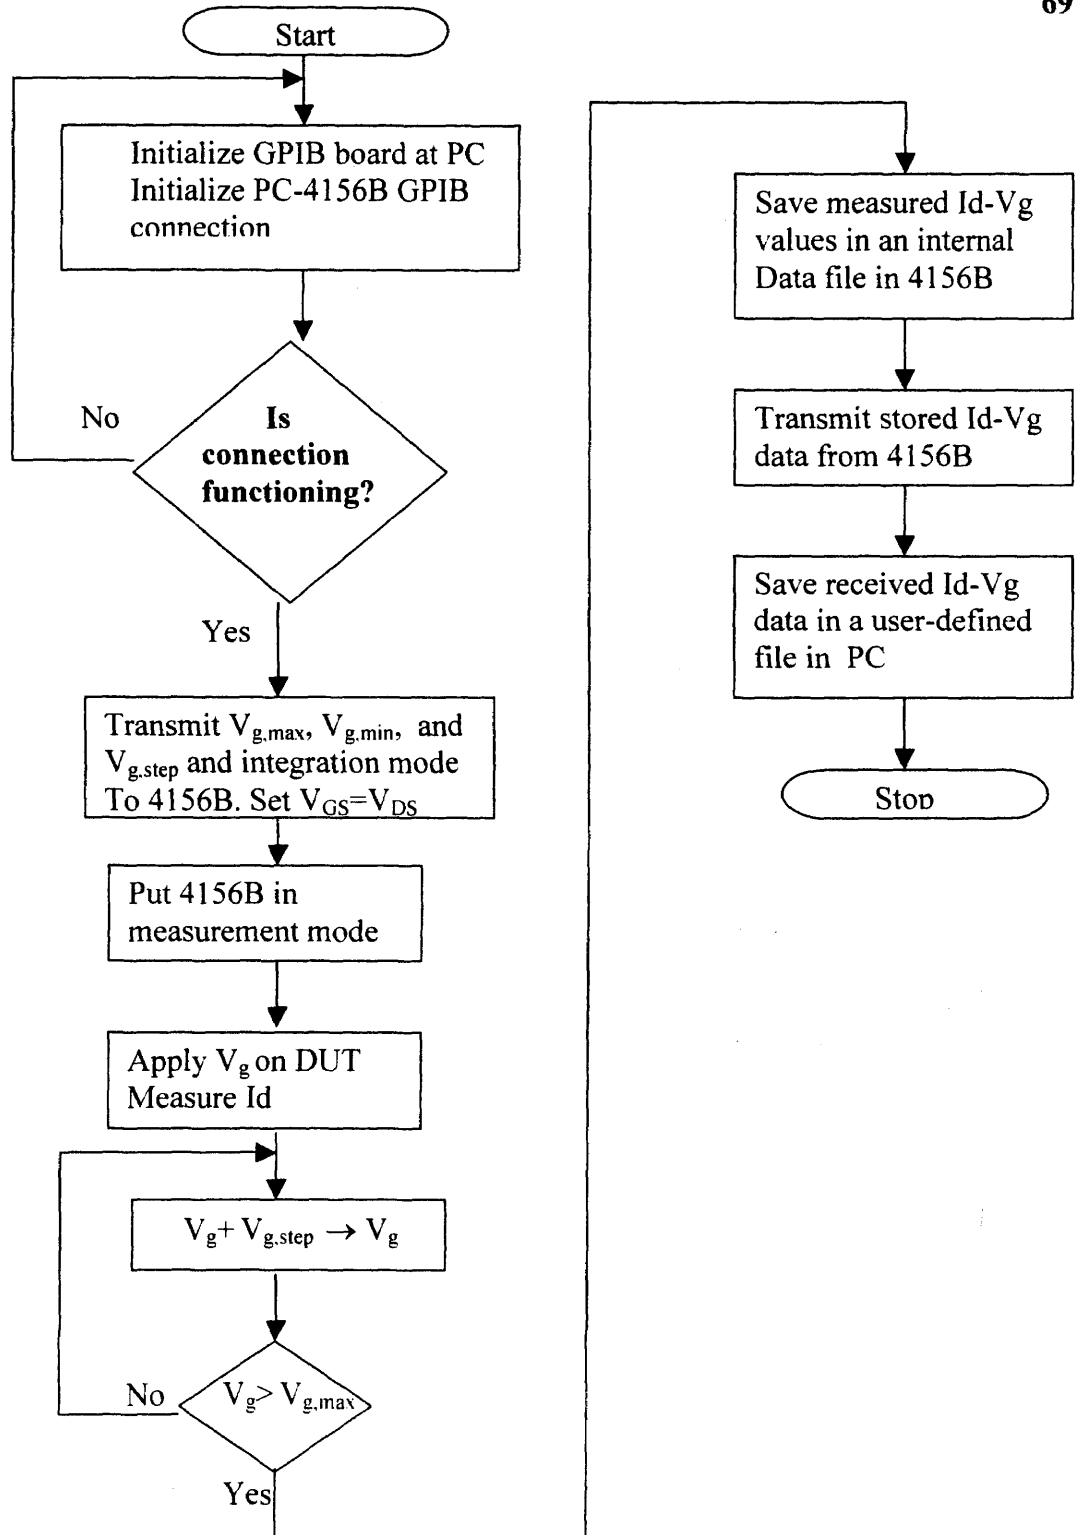 69
Start
Initialize GPIB board at PC
Initialize PC-4156B GPIB
connection
Is
connection
functioning?
No
Yes
Transmit Vg,max, Vg,min, and
Vg,step and integration mode
To 4156B. Set VGS=VDS
Put 4156B in
measurement mode
Apply Vg on DUT
Measure Id
Vg+ Vg,step → Vg
Vg> Vg,max
No
Yes
Save measured Id-Vg
values in an internal
Data file in 4156B
Transmit stored Id-Vg
data from 4156B
Save received Id-Vg
data in a user-defined
file in PC
Stop